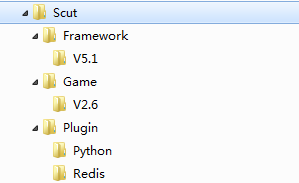 Scut
Framework
V5.1
Game
V2.6
Plugin
Python
Redis